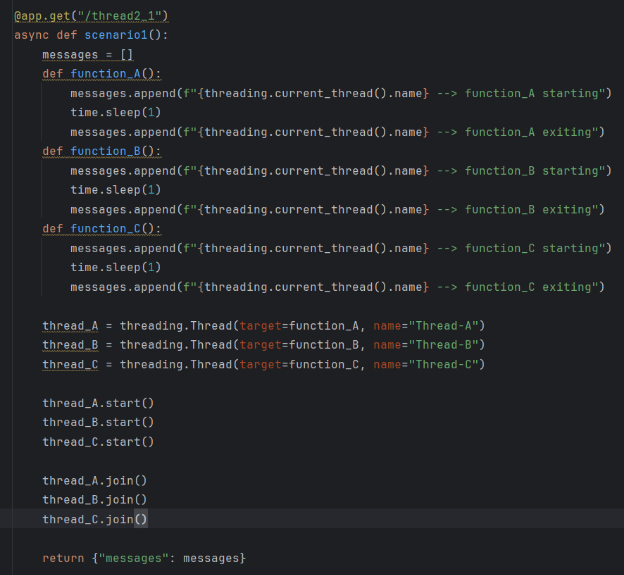 @app.get("/thread2_1")
async def scenario1():
    messages = []
    def function_A():
        messages.append(f"{threading.current_thread().name} --> function_A starting")
        time.sleep(1)
        messages.append(f"{threading.current_thread().name} --> function_A exiting")
    def function_B():
        messages.append(f"{threading.current_thread().name} --> function_B starting")
        time.sleep(1)
        messages.append(f"{threading.current_thread().name} --> function_B exiting")
    def function_C():
        messages.append(f"{threading.current_thread().name} --> function_C starting")
        time.sleep(1)
        messages.append(f"{threading.current_thread().name} --> function_C exiting")

    thread_A = threading.Thread(target=function_A, name="Thread-A")
    thread_B = threading.Thread(target=function_B, name="Thread-B")
    thread_C = threading.Thread(target=function_C, name="Thread-C")

    thread_A.start()
    thread_B.start()
    thread_C.start()

    thread_A.join()
    thread_B.join()
    thread_C.join()

    return {"messages": messages}